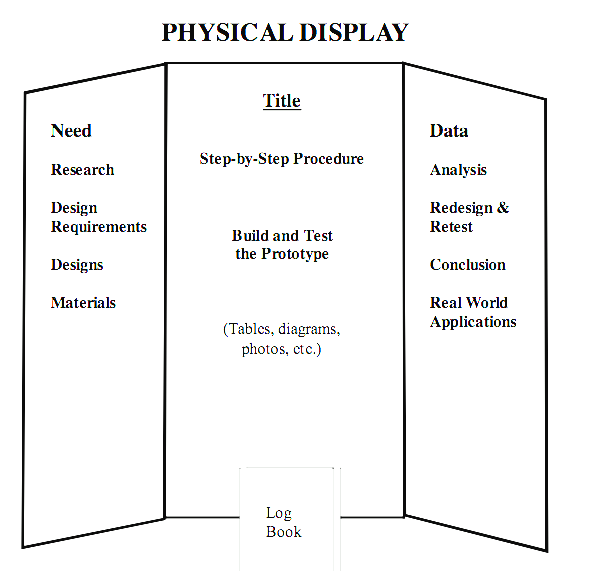 PHYSICAL DISPLAY
Need
Research
Design
Requirements
Designs
Materials
Title
Step-by-Step Procedure
Build and Test
the Prototype
(Tables, diagrams,
photos, etc.)
Log
Book
Data
Analysis
Redesign &
Retest
Conclusion
Real World
Applications